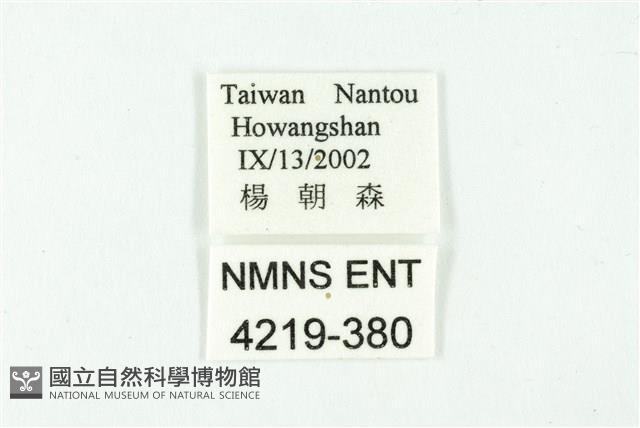 Taiwan Nantou
Howangshan
IX/13/2002
楊 朝 森
NMNS ENT
4219-380
國立自然科學博物館
NATIONAL MUSEUM OF NATURAL SCIENCE